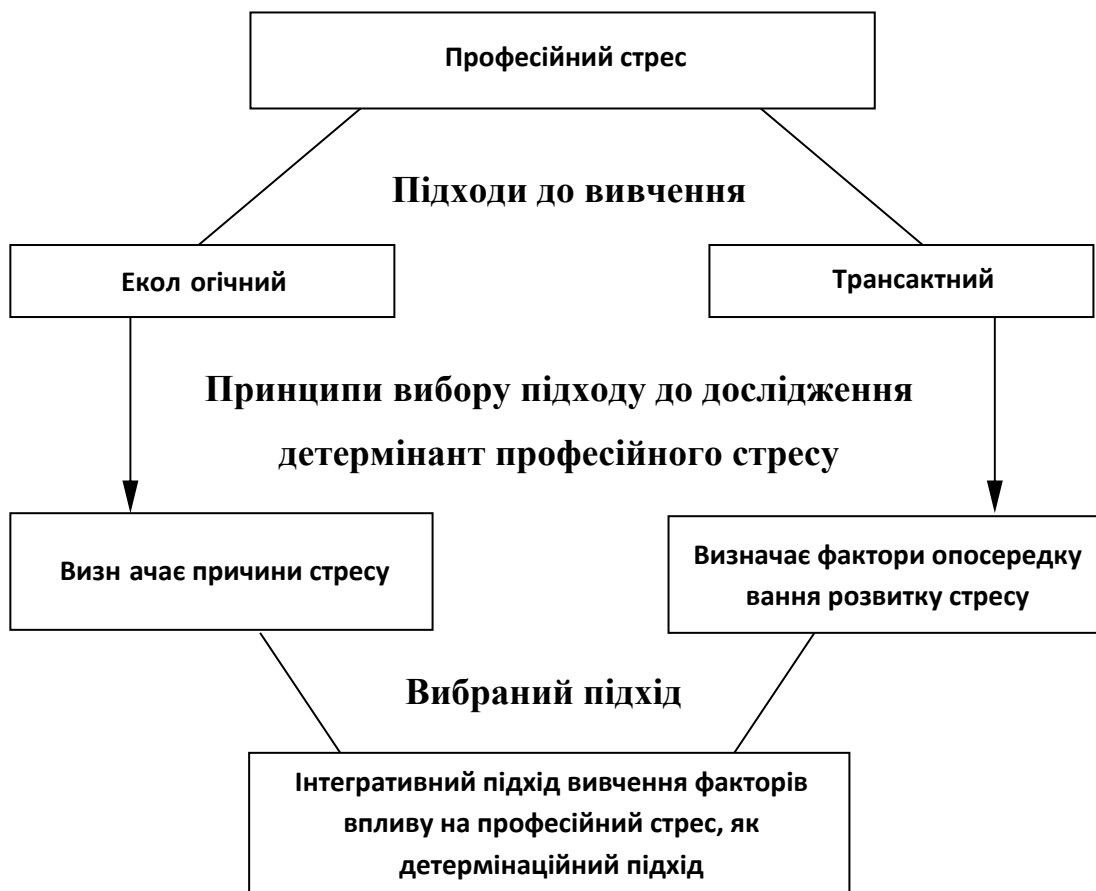 Професійний стрес
Підходи до вивчення
Екол огічний
Трансактний
Принципи вибору підходу до дослідження
детермінант професійного стресу
Визн ачає причини стресу
Визначає фактори опосередку
вання розвитку стресу
Вибраний підхід
Інтегративний підхід вивчення факторів
впливу на професійний стрес, як
детермінаційний підхід